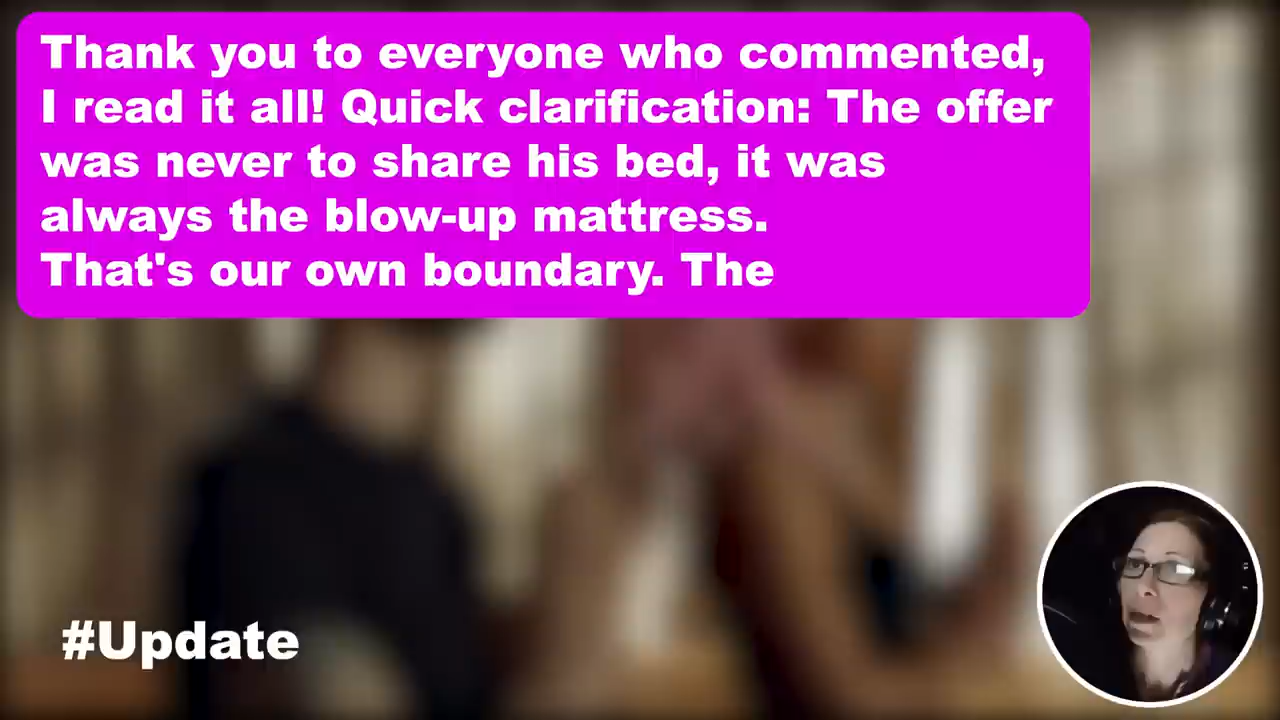 Thank you to everyone who commented,
I read it all! Quick clarification: The offer
was never to share his bed, it was
always the blow-up mattress.
That's our own boundary. The
#Update